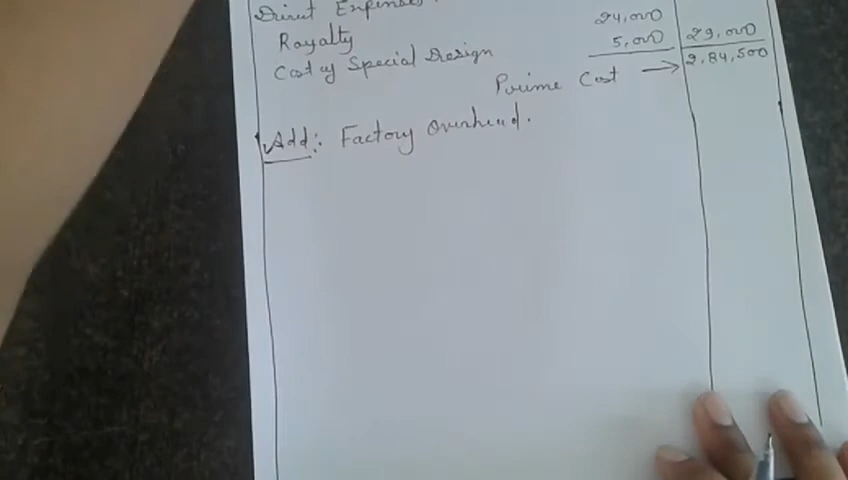 Direct Expenses:
Royalty 24,000
Cost of Special Design 5,000 29,000
Prime Cost → 2,84,500
Add: Factory Overhead.